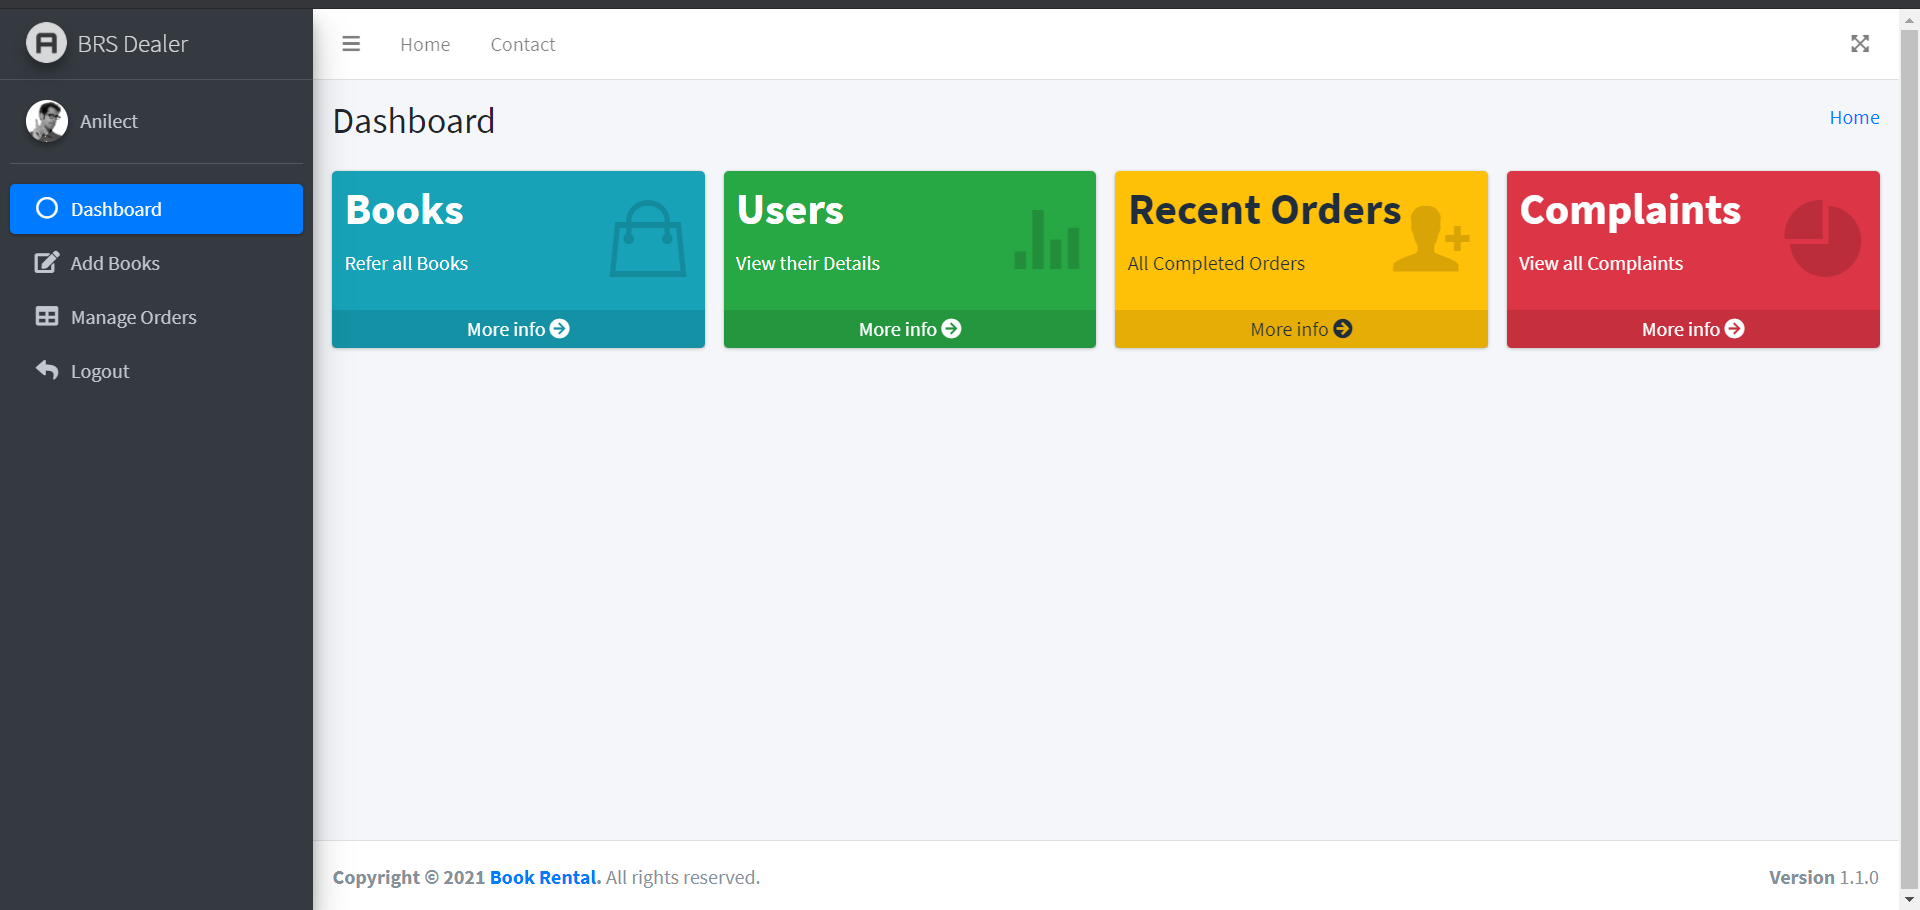 BRS Dealer
Anilect
Dashboard
Add Books
Manage Orders
Logout
Home
Contact
Dashboard
Home
Books
Refer all Books
More info
Users
View their Details
More info
Recent Orders
All Completed Orders
More info
Complaints
View all Complaints
More info
Copyright © 2021 Book Rental. All rights reserved.
Version 1.1.0